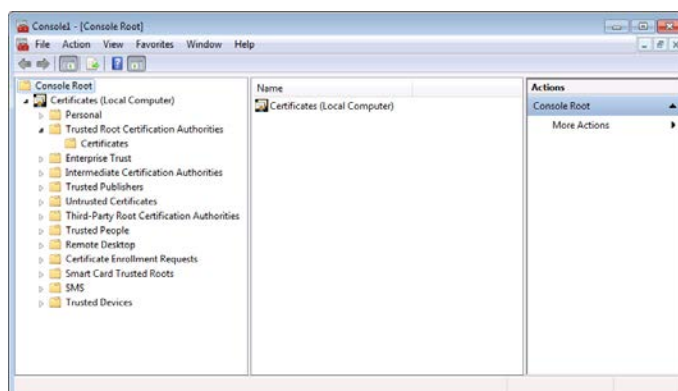 Console1 - [Console Root]
File Action View Favorites Window Help
Console Root
Certificates (Local Computer)
Personal
Trusted Root Certification Authorities
Certificates
Enterprise Trust
Intermediate Certification Authorities
Trusted Publishers
Untrusted Certificates
Third-Party Root Certification Authorities
Trusted People
Remote Desktop
Certificate Enrollment Requests
Smart Card Trusted Roots
SMS
Trusted Devices
Name
Certificates (Local Computer)
Actions
Console Root
More Actions